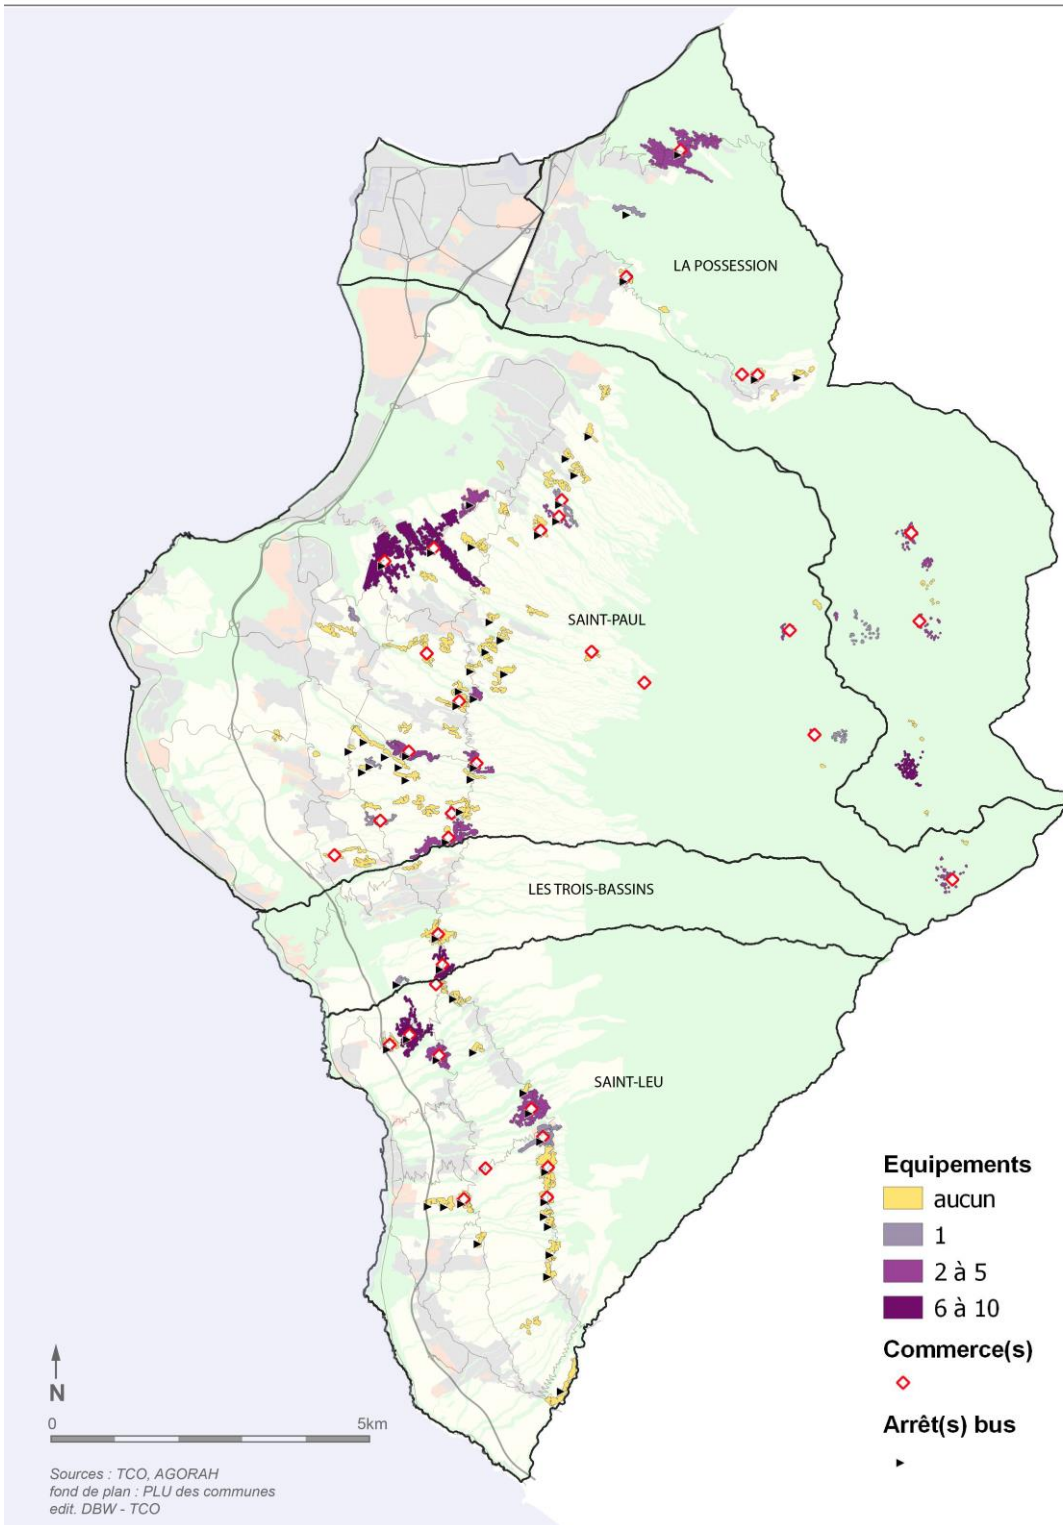 LA POSSESSION
SAINT-PAUL
LES TROIS-BASSINS
SAINT-LEU
Equipements
aucun
1
2 à 5
6 à 10
Commerce(s)
Arrêt(s) bus
N
0 5km
Sources : TCO, AGORAH
fond de plan : PLU des communes
edit. DBW - TCO